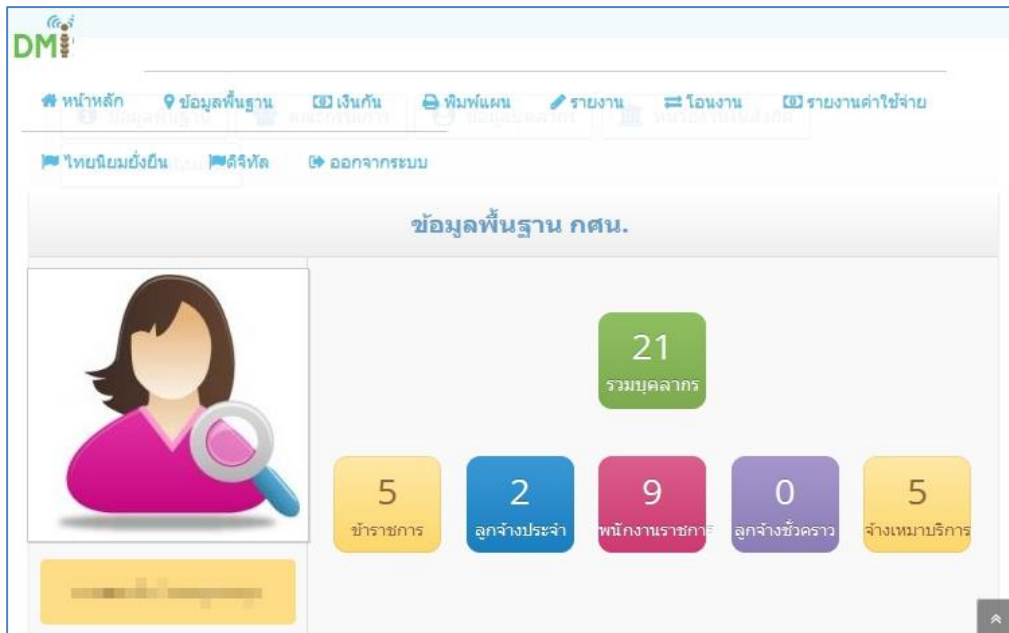 DMi
หน้าหลัก ข้อมูลพื้นฐาน เงินกัน พิมพ์แผน รายงาน โอนงาน รายงานค่าใช้จ่าย
ไทยนิยมยั่งยืน ดิจิทัล ออกจากระบบ
ข้อมูลพื้นฐาน กศน.
21
รวมบุคลากร
5 2 9 0 5
ข้าราชการ ลูกจ้างประจำ พนักงานราชการ ลูกจ้างชั่วคราว จ้างเหมาบริการ